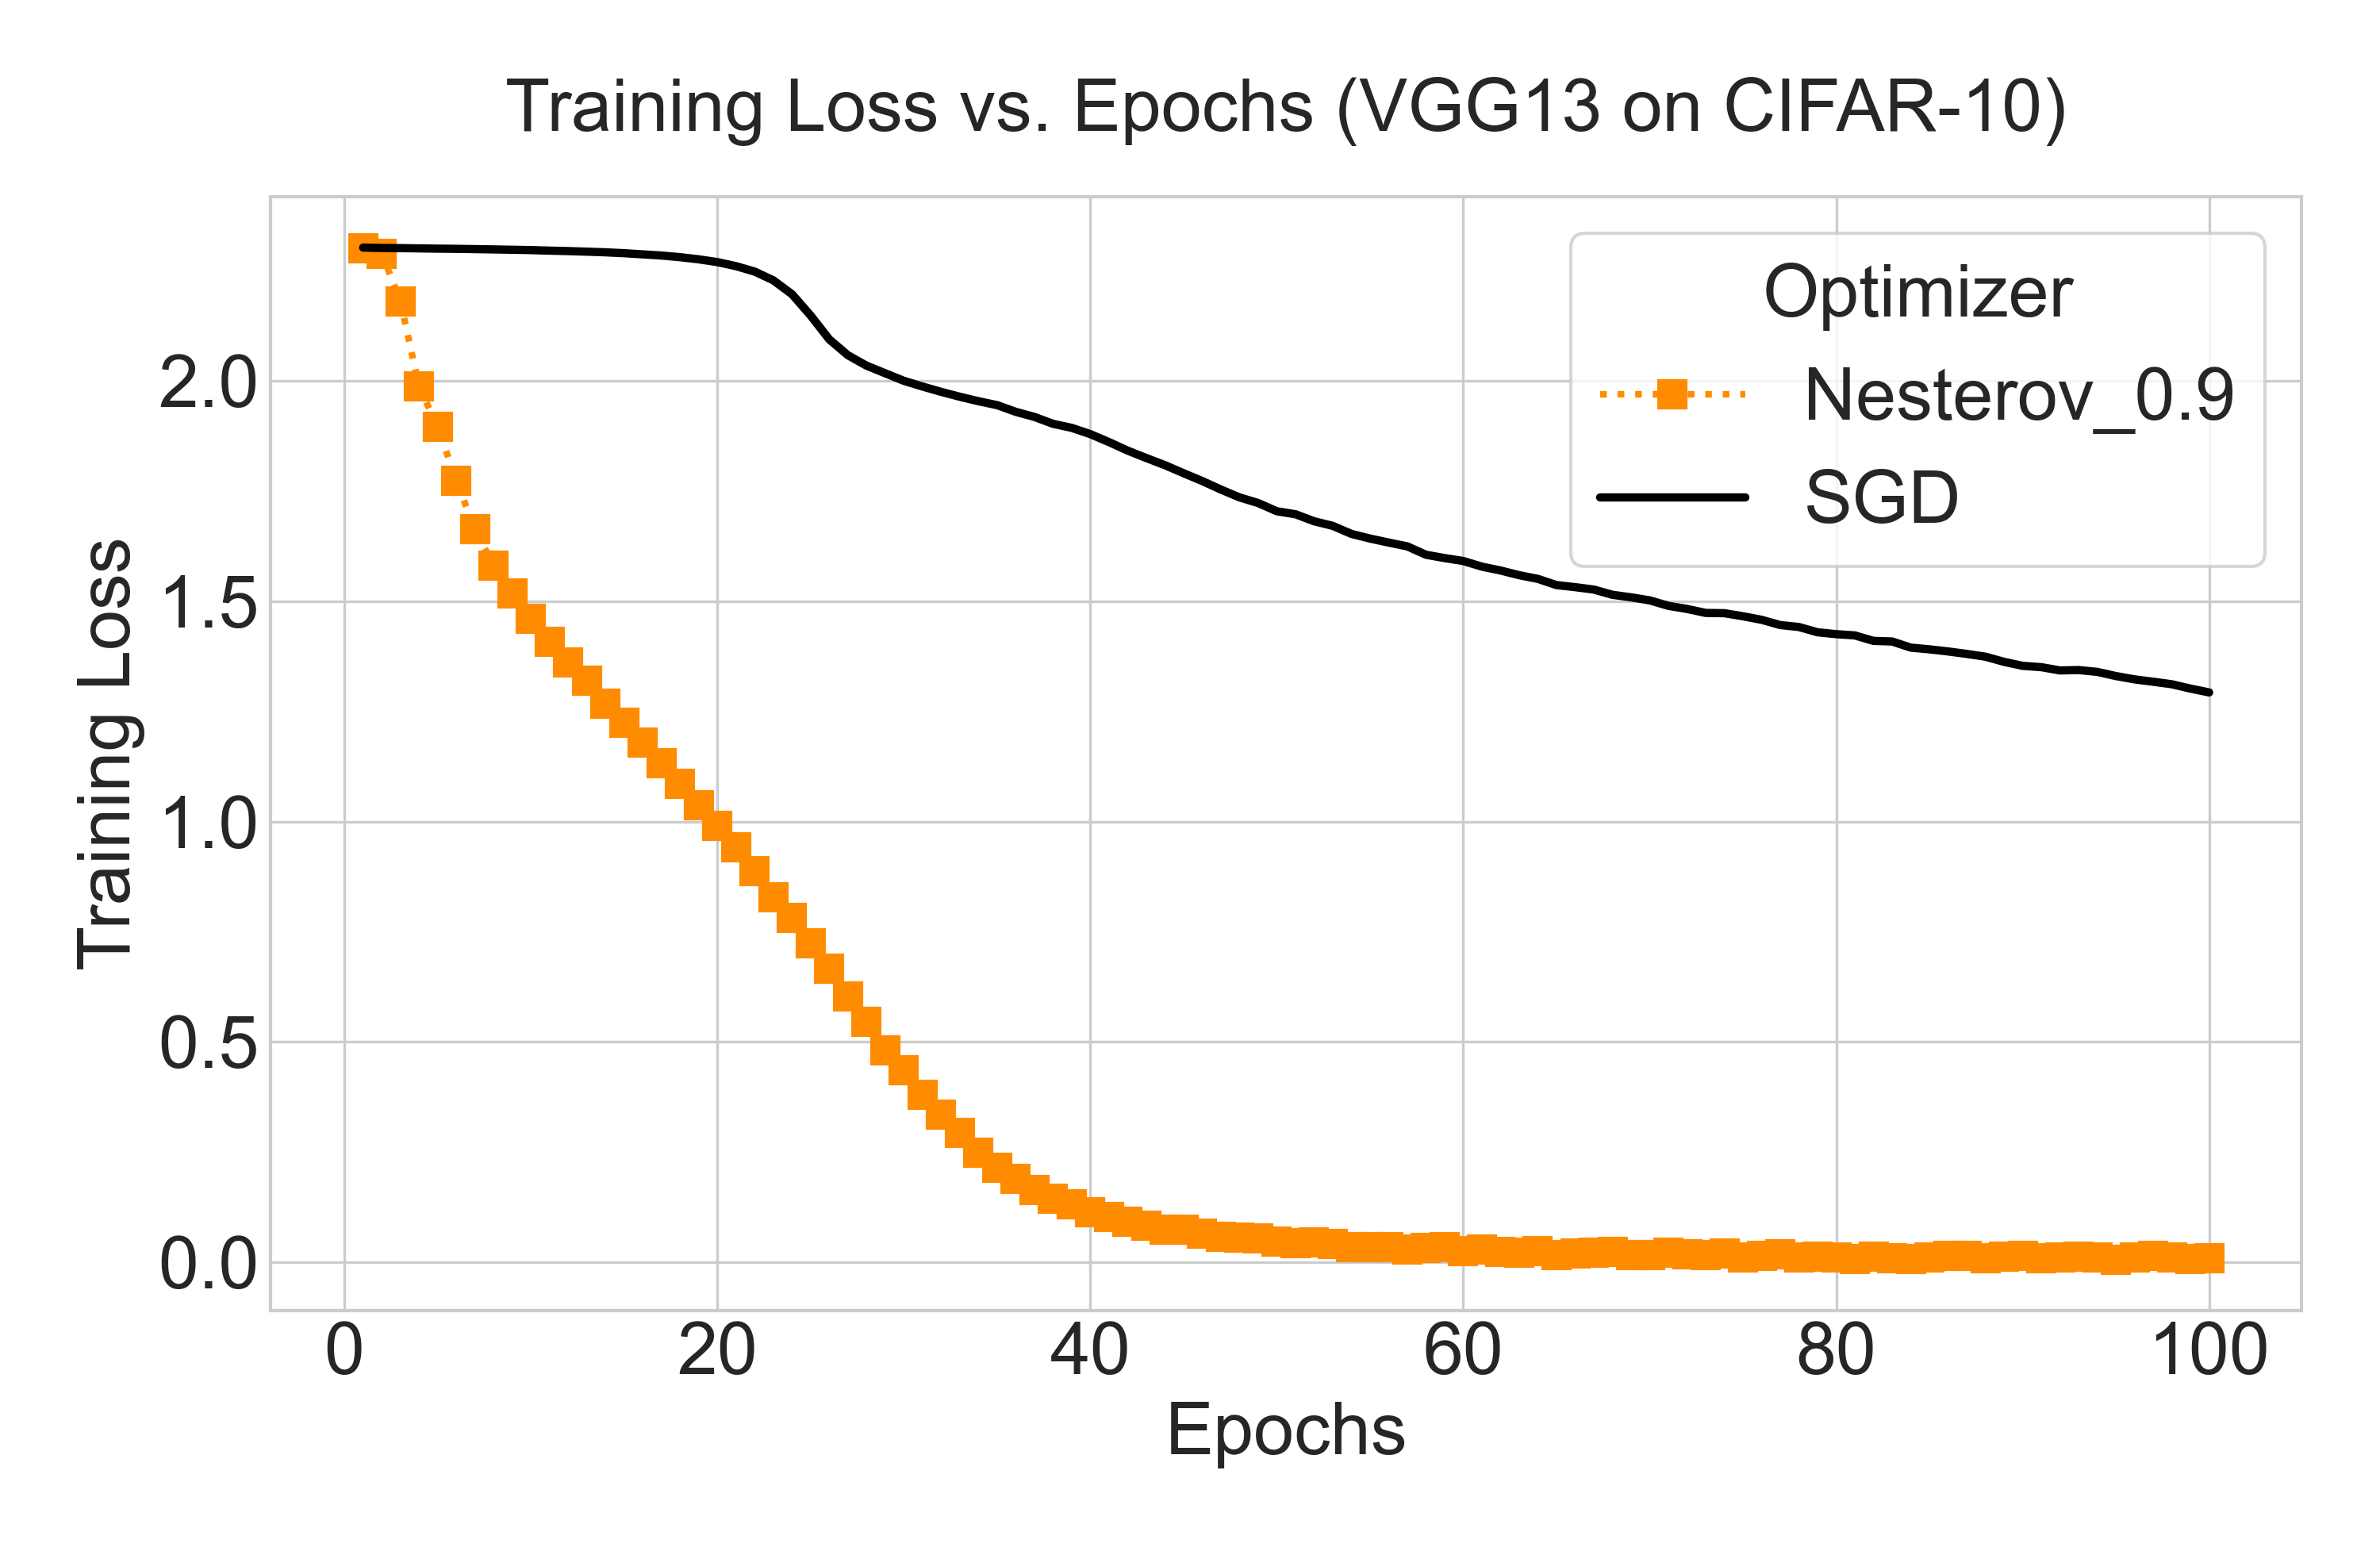 Training Loss vs. Epochs (VGG13 on CIFAR-10)
Optimizer
Nesterov_0.9
SGD
Training Loss
2.0
1.5
1.0
0.5
0.0
0 20 40 60 80 100
Epochs